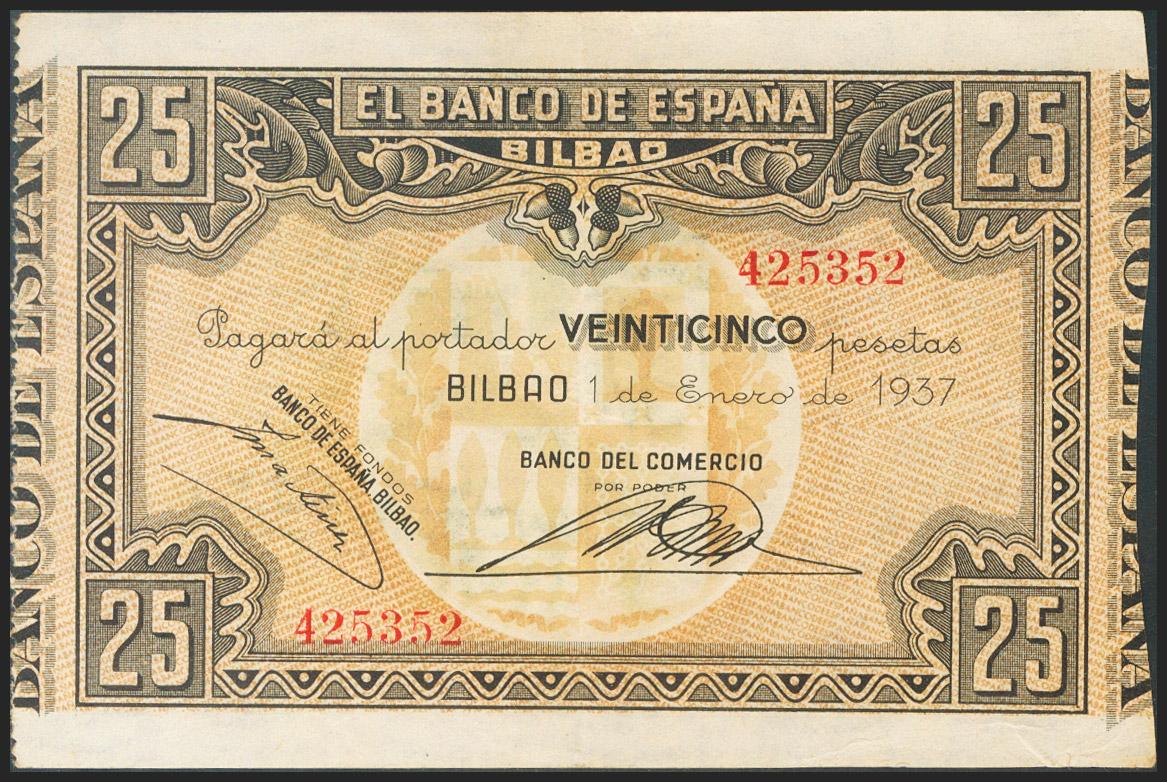 25
EL BANCO DE ESPAÑA
25
BILBAO
425352
Pagará al portador VEINTICINCO pesetas
BILBAO 1 de Enero de 1937
TIENE FONDOS
BANCO DE ESPAÑA BILBAO.
BANCO DEL COMERCIO
POR PODER
425352
25
25
BANCO DE ESPAÑA
BANCO DE ESPAÑA